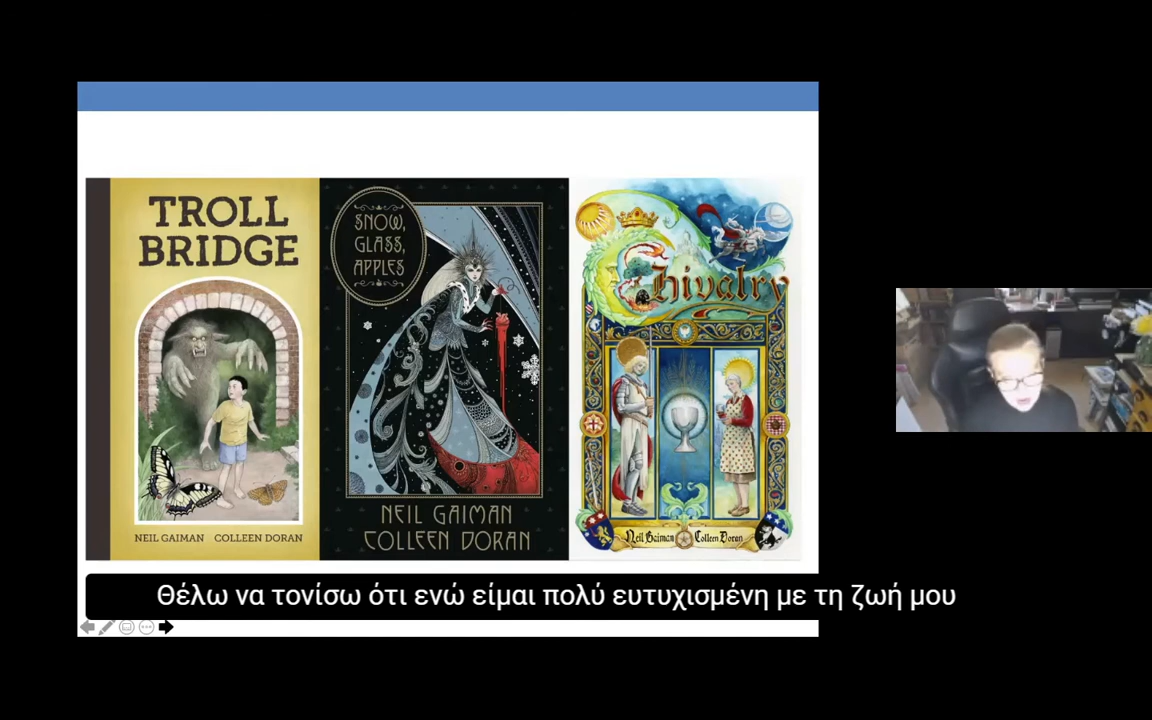 TROLL
BRIDGE
NEIL GAIMAN COLLEEN DORAN
SNOW,
GLASS,
APPLES
NEIL GAIMAN
COLLEEN DORAN
Chivalry
Neil Gaiman Colleen Doran
Θέλω να τονίσω ότι ενώ είμαι πολύ ευτυχισμένη με τη ζωή μου